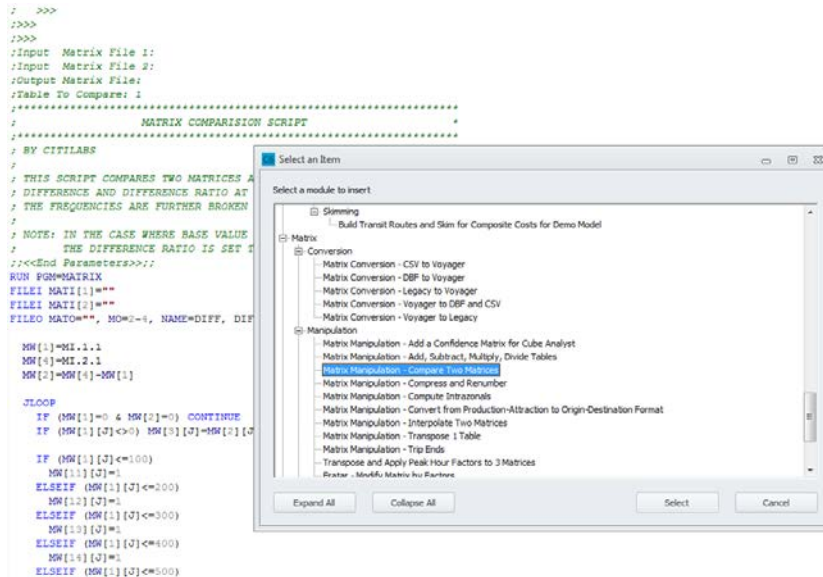 ; >>>
;>>>
;>>>
;Input Matrix File 1:
;Input Matrix File 2:
;Output Matrix File:
;Table To Compare: 1
;******************************************************************
; MATRIX COMPARISION SCRIPT *
;******************************************************************
; BY CITILABS
;
; THIS SCRIPT COMPARES TWO MATRICES A
; DIFFERENCE AND DIFFERENCE RATIO AT
; THE FREQUENCIES ARE FURTHER BROKEN
;
; NOTE: IN THE CASE WHERE BASE VALUE
; THE DIFFERENCE RATIO IS SET T
;;<<End Parameters>>;;
RUN PGM=MATRIX
FILEI MATI[1]=""
FILEI MATI[2]=""
FILEO MATO="", MO=2-4, NAME=DIFF, DIF
MW[1]=MI.1.1
MW[4]=MI.2.1
MW[2]=MW[4]-MW[1]
JLOOP
IF (MW[1]=0 & MW[2]=0) CONTINUE
IF (MW[1][J]<>0) MW[3][J]=MW[2][J
IF (MW[1][J]<=100)
MW[11][J]=1
ELSEIF (MW[1][J]<=200)
MW[12][J]=1
ELSEIF (MW[1][J]<=300)
MW[13][J]=1
ELSEIF (MW[1][J]<=400)
MW[14][J]=1
ELSEIF (MW[1][J]<=500)
Select an Item
Select a module to insert
Skimming
Build Transit Routes and Skim for Composite Costs for Demo Model
Matrix
Conversion
Matrix Conversion - CSV to Voyager
Matrix Conversion - DBF to Voyager
Matrix Conversion - Legacy to Voyager
Matrix Conversion - Voyager to DBF and CSV
Matrix Conversion - Voyager to Legacy
Manipulation
Matrix Manipulation - Add a Confidence Matrix for Cube Analyst
Matrix Manipulation - Add, Subtract, Multiply, Divide Tables
Matrix Manipulation - Compare Two Matrices
Matrix Manipulation - Compress and Renumber
Matrix Manipulation - Compute Intrazonals
Matrix Manipulation - Convert from Production-Attraction to Origin-Destination Format
Matrix Manipulation - Interpolate Two Matrices
Matrix Manipulation - Transpose 1 Table
Matrix Manipulation - Trip Ends
Transpose and Apply Peak Hour Factors to 3 Matrices
Fratar - Modify Matrix by Factors
Expand All
Collapse All
Select
Cancel